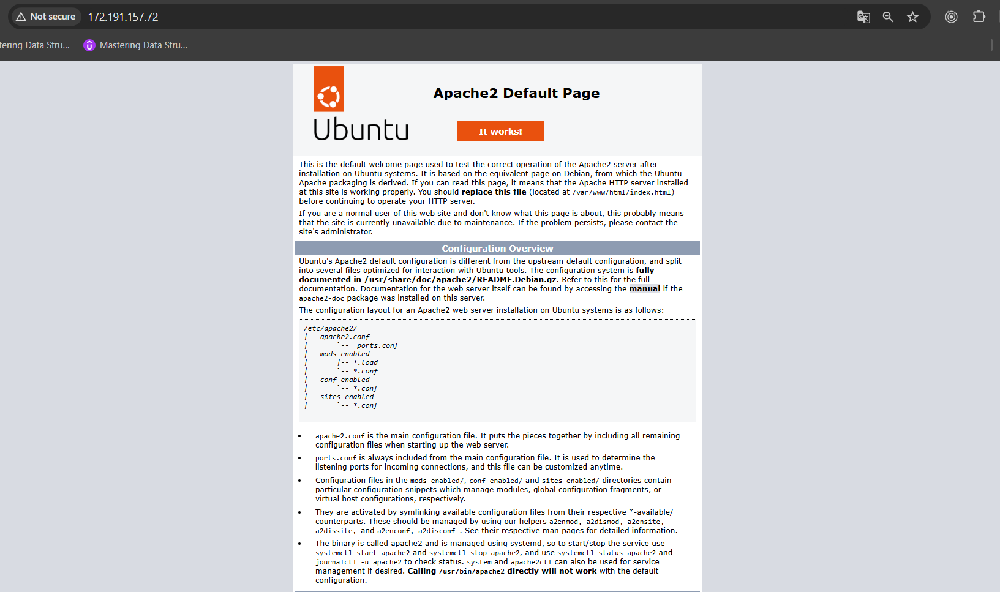 Not secure 172.191.157.72
tering Data Stru... Mastering Data Stru...
Ubuntu
Apache2 Default Page
It works!
This is the default welcome page used to test the correct operation of the Apache2 server after
installation on Ubuntu systems. It is based on the equivalent page on Debian, from which the Ubuntu
Apache packaging is derived. If you can read this page, it means that the Apache HTTP server installed
at this site is working properly. You should replace this file (located at /var/www/html/index.html)
before continuing to operate your HTTP server.
If you are a normal user of this web site and don't know what this page is about, this probably means
that the site is currently unavailable due to maintenance. If the problem persists, please contact the
site's administrator.
Configuration Overview
Ubuntu's Apache2 default configuration is different from the upstream default configuration, and split
into several files optimized for interaction with Ubuntu tools. The configuration system is fully
documented in /usr/share/doc/apache2/README.Debian.gz. Refer to this for the full
documentation. Documentation for the web server itself can be found by accessing the manual if the
apache2-doc package was installed on this server.
The configuration layout for an Apache2 web server installation on Ubuntu systems is as follows:
/etc/apache2/
|-- apache2.conf
|       `--  ports.conf
|-- mods-enabled
|       |-- *.load
|       `-- *.conf
|-- conf-enabled
|       `-- *.conf
|-- sites-enabled
|       `-- *.conf
• apache2.conf is the main configuration file. It puts the pieces together by including all remaining
configuration files when starting up the web server.
• ports.conf is always included from the main configuration file. It is used to determine the
listening ports for incoming connections, and this file can be customized anytime.
• Configuration files in the mods-enabled/, conf-enabled/ and sites-enabled/ directories contain
particular configuration snippets which manage modules, global configuration fragments, or
virtual host configurations, respectively.
• They are activated by symlinking available configuration files from their respective *-available/
counterparts. These should be managed by using our helpers a2enmod, a2dismod, a2ensite,
a2dissite, and a2enconf, a2disconf . See their respective man pages for detailed information.
• The binary is called apache2 and is managed using systemd, so to start/stop the service use
systemctl start apache2 and systemctl stop apache2, and use systemctl status apache2 and
journalctl -u apache2 to check status. system and apache2ctl can also be used for service
management if desired. Calling /usr/bin/apache2 directly will not work with the default
configuration.